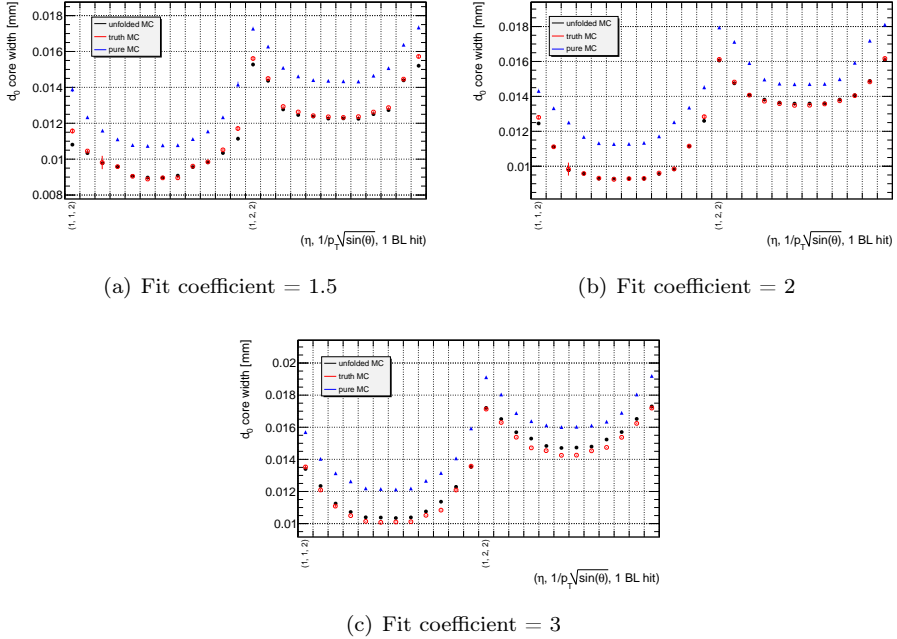 d₀ core width [mm]
0.018
0.016
0.014
0.012
0.01
0.008
unfolded MC
truth MC
pure MC
(1, 1, 2)
(1, 2, 2)
(η, 1/p_T√sin(θ), 1 BL hit)
(a) Fit coefficient = 1.5
d₀ core width [mm]
0.018
0.016
0.014
0.012
0.01
unfolded MC
truth MC
pure MC
(1, 1, 2)
(1, 2, 2)
(η, 1/p_T√sin(θ), 1 BL hit)
(b) Fit coefficient = 2
d₀ core width [mm]
0.02
0.018
0.016
0.014
0.012
0.01
unfolded MC
truth MC
pure MC
(1, 1, 2)
(1, 2, 2)
(η, 1/p_T√sin(θ), 1 BL hit)
(c) Fit coefficient = 3